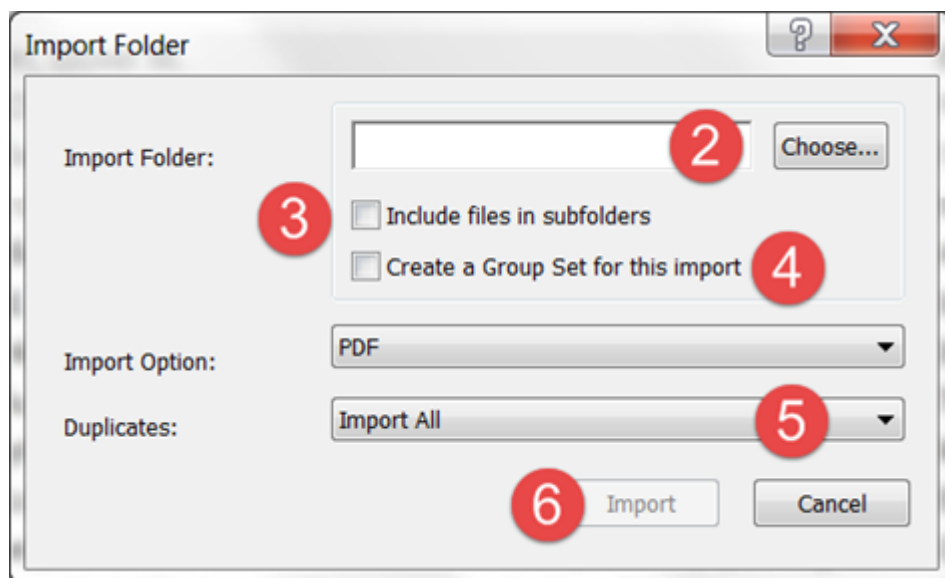 Import Folder
Import Folder:
2
Choose...
3
Include files in subfolders
Create a Group Set for this import
4
Import Option:
PDF
Duplicates:
Import All
5
6
Import
Cancel